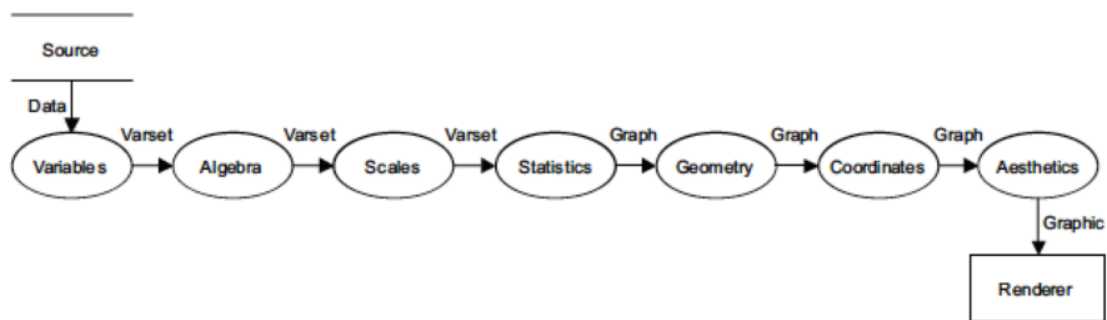 Source
Data
Varset
Varset
Varset
Graph
Graph
Graph
Variables
Algebra
Scales
Statistics
Geometry
Coordinates
Aesthetics
Graphic
Renderer